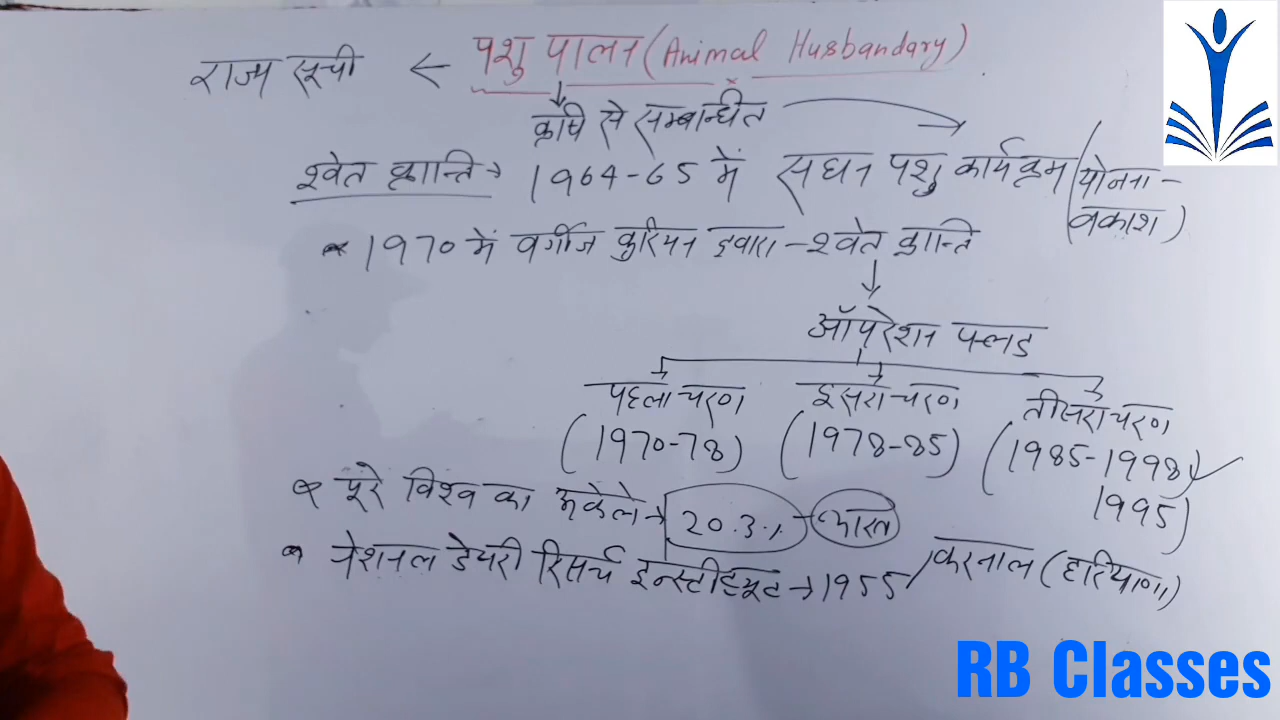 राज्य सूची ← पशु पालन (Animal Husbandary)
कृषि से सम्बान्धीत
श्वेत क्रान्ति → 1964-65 में सघन पशु कार्यक्रम (योजना -
वकाश)
1970 में वर्गीज कुरियन द्वारा - श्वेत क्रान्ति
ऑपरेशन फ्लड
पहला चरण दूसरा चरण तीसरा चरण
(1970-78) (1978-85) (1985-1998)
1995)
पूरे विश्व का अकेले → 20.3% - भारत
नेशनल डेयरी रिसर्च इन्स्टीट्यूट → 1955 / करनाल (हरियाणा)
RB Classes